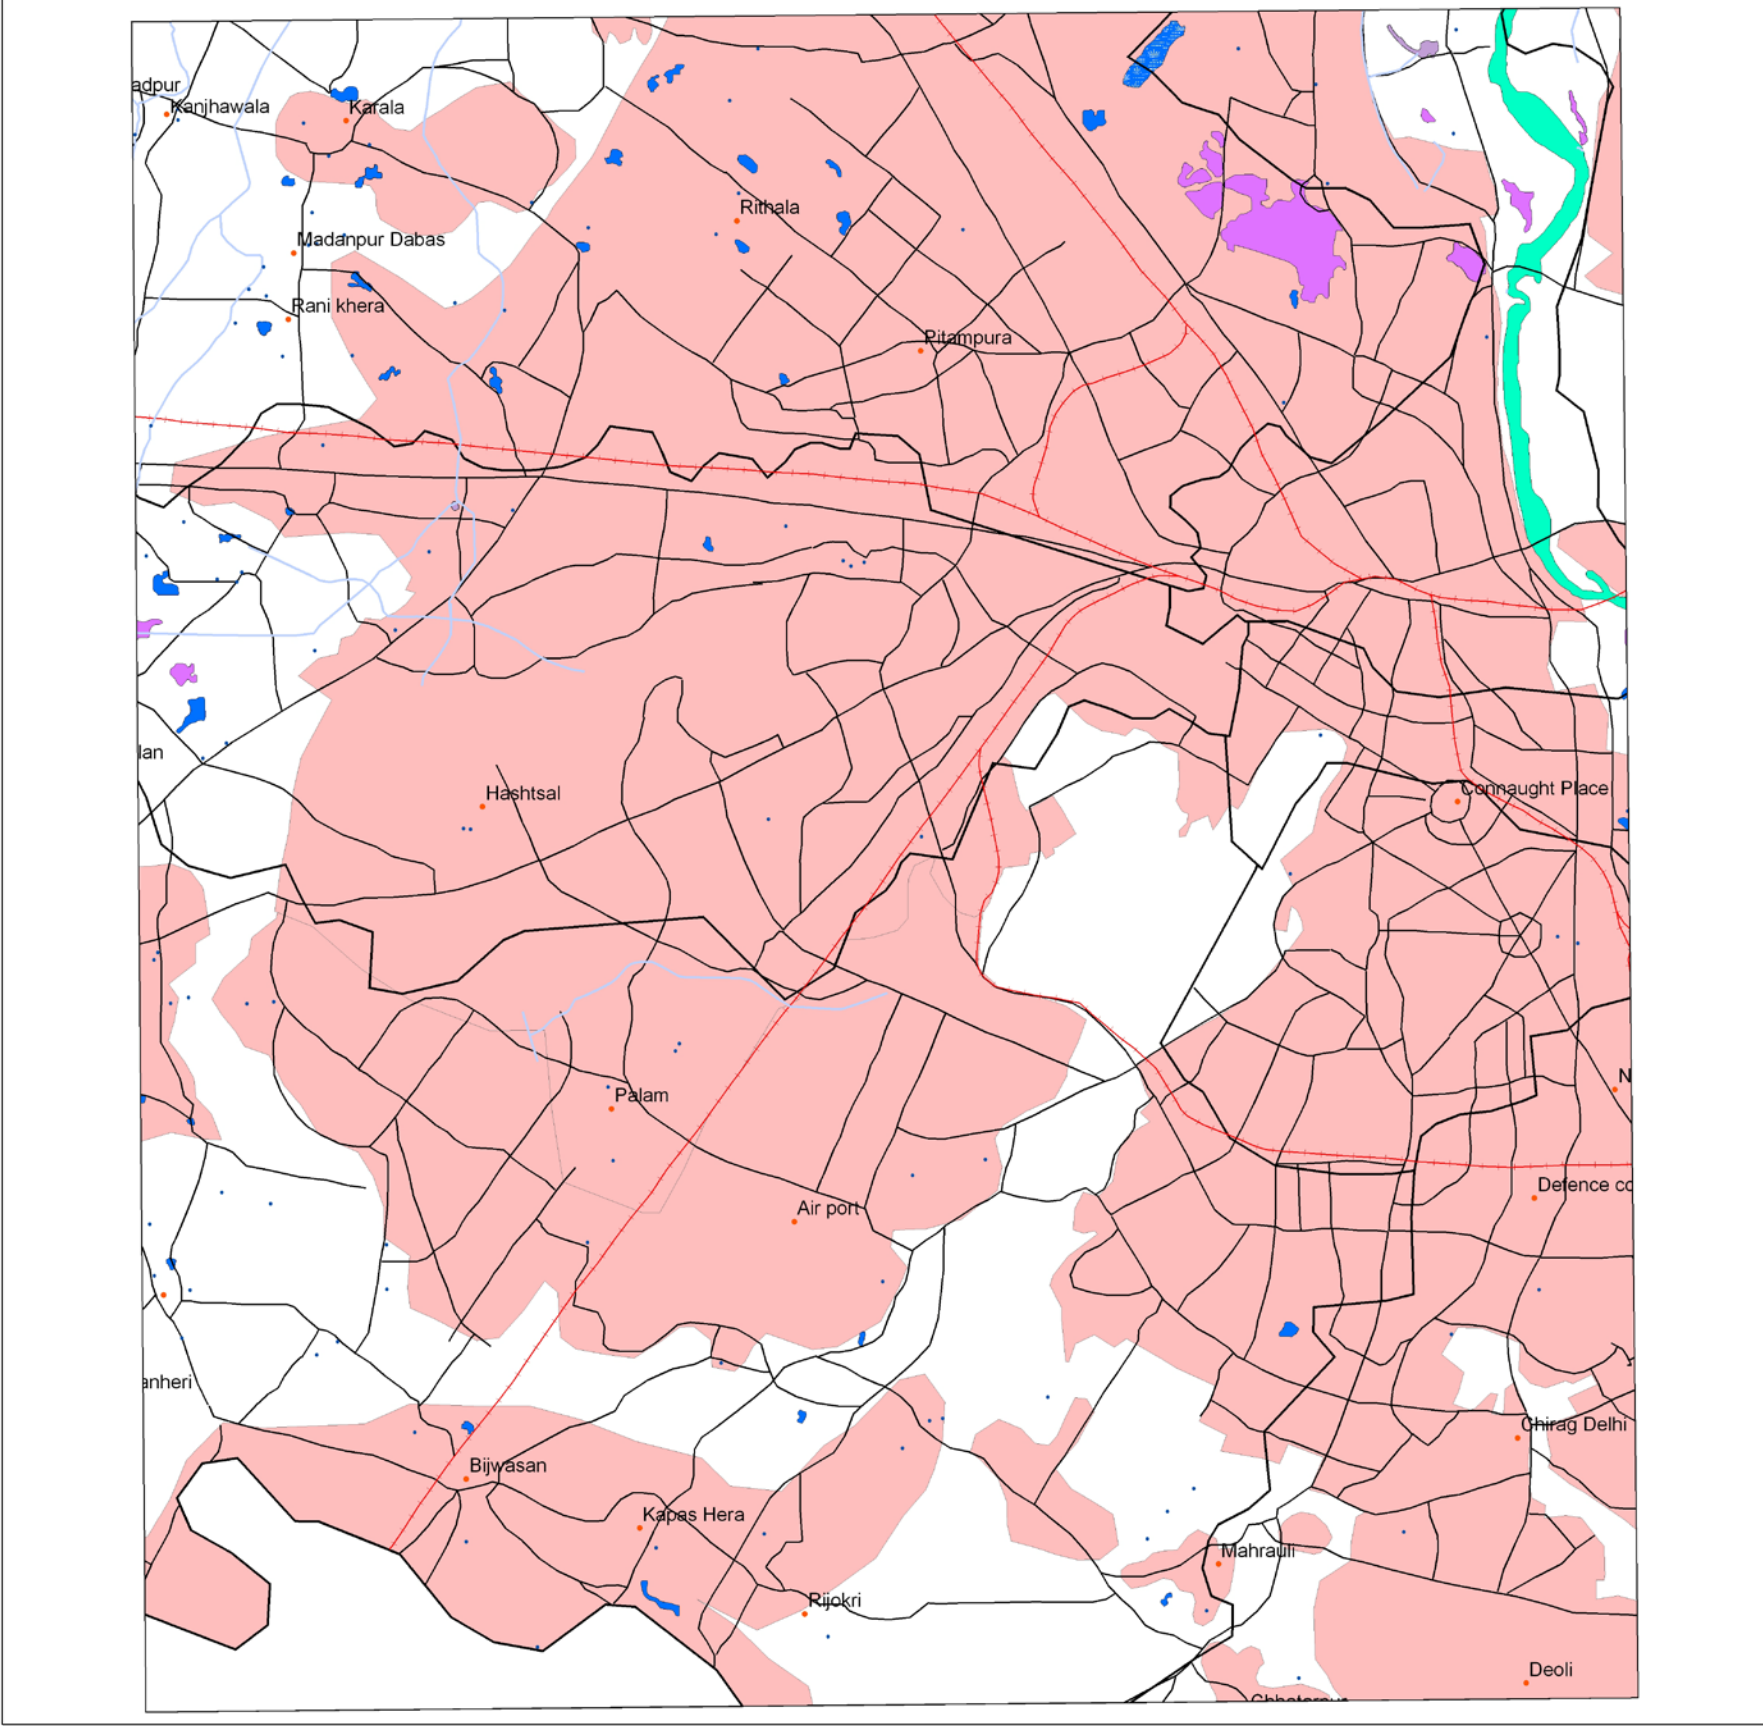 adpur
Kanjhawala
Karala
Rithala
Madanpur Dabas
Rani khera
Pitampura
lan
Hashtsal
Connaught Place
Palam
N
Defence co
Air port
anheri
Chirag Delhi
Bijwasan
Kapas Hera
Mahrauli
Rijokri
Deoli